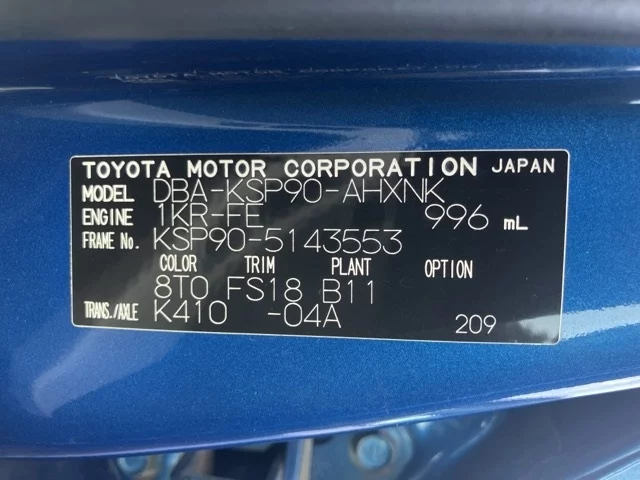 TOYOTA MOTOR CORPORATION JAPAN
MODEL DBA-KSP90-AHXNK
ENGINE 1KR-FE 996 mL
FRAME No. KSP90-5143553
COLOR TRIM PLANT OPTION
8T0 FS18 B11
TRANS./AXLE K410 -04A 209